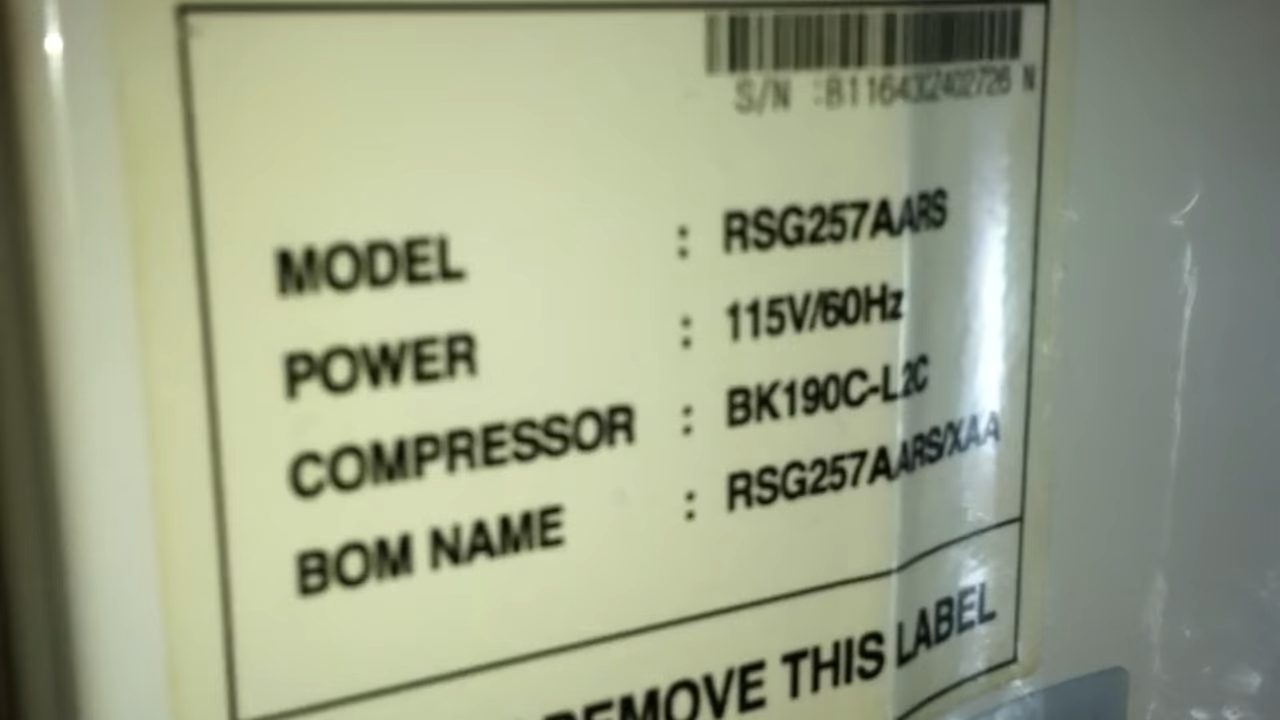 S/N :B116432402726 N
MODEL : RSG257AARS
POWER : 115V/60Hz
COMPRESSOR : BK190C-L2C
BOM NAME : RSG257AARS/XAA
REMOVE THIS LABEL